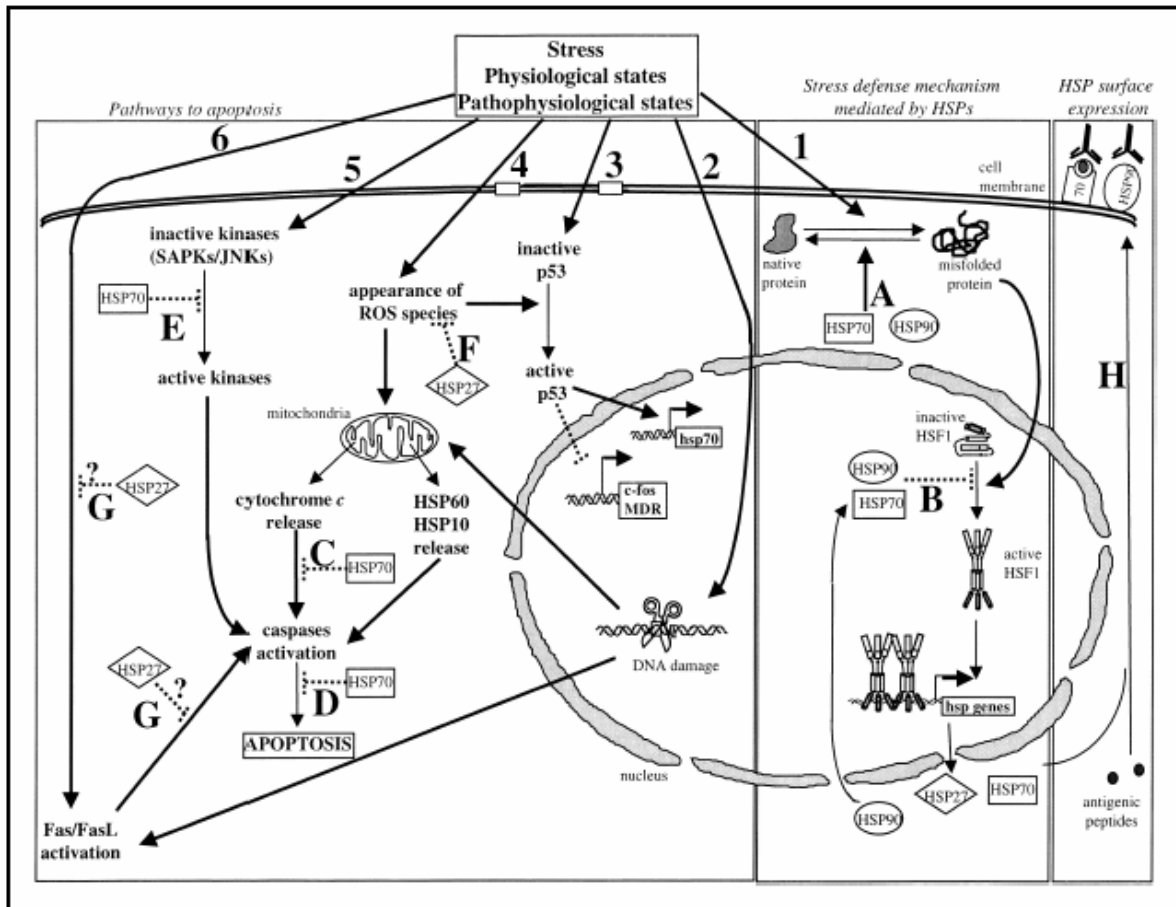 Stress
Physiological states
Pathophysiological states
Pathways to apoptosis
Stress defense mechanism
mediated by HSPs
HSP surface
expression
6
5
4
3
2
1
cell
membrane
70
HSP90
inactive kinases
(SAPKs/JNKs)
HSP70
E
active kinases
appearance of
ROS species
F
HSP27
inactive
p53
active
p53
hsp70
c-fos
MDR
native
protein
misfolded
protein
A
HSP70
HSP90
mitochondria
cytochrome c
release
HSP60
HSP10
release
C
HSP70
?
G
HSP27
caspases
activation
D
HSP70
HSP27
?
G
APOPTOSIS
Fas/FasL
activation
DNA damage
nucleus
inactive
HSF1
HSP90
HSP70
B
active
HSF1
hsp genes
HSP27
HSP70
HSP90
H
antigenic
peptides